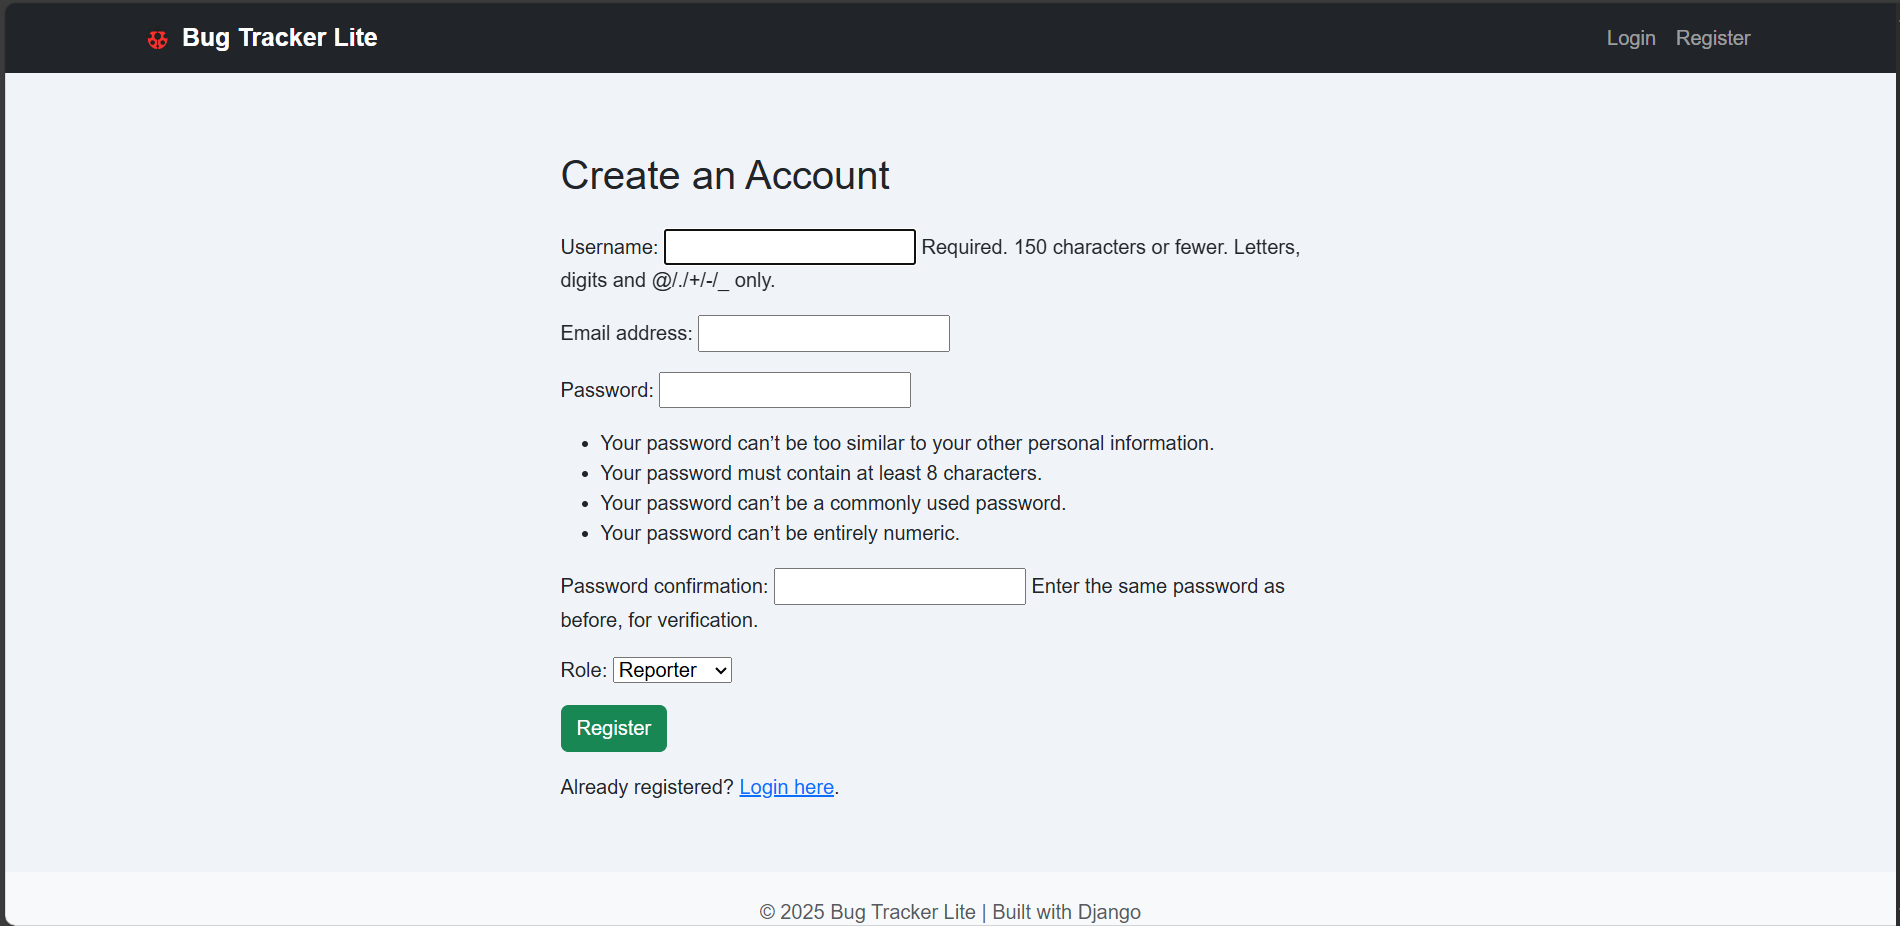 Bug Tracker Lite
Login Register
Create an Account
Username: Required. 150 characters or fewer. Letters,
digits and @/./+/-/_ only.
Email address:
Password:
• Your password can’t be too similar to your other personal information.
• Your password must contain at least 8 characters.
• Your password can’t be a commonly used password.
• Your password can’t be entirely numeric.
Password confirmation: Enter the same password as
before, for verification.
Role: Reporter
Register
Already registered? Login here.
© 2025 Bug Tracker Lite | Built with Django